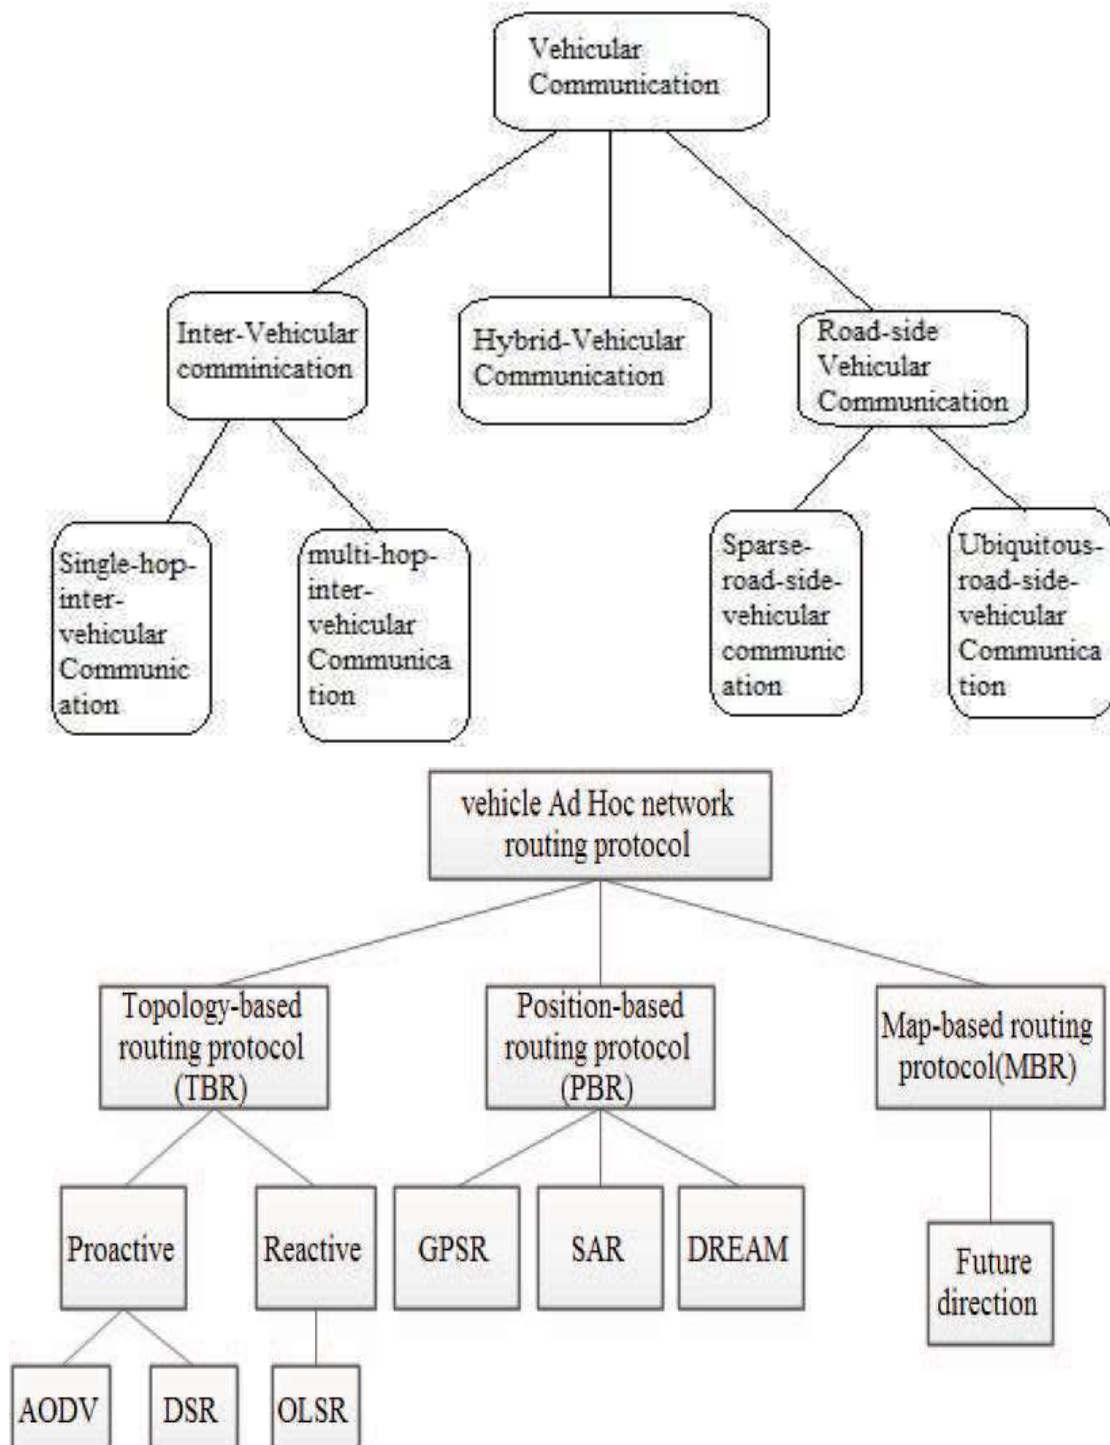 Vehicular
Communication
Inter-Vehicular
comminication
Hybrid-Vehicular
Communication
Road-side
Vehicular
Communication
Single-hop-
inter-
vehicular
Communic
ation
multi-hop-
inter-
vehicular
Communica
tion
Sparse-
road-side-
vehicular
communic
ation
Ubiquitous-
road-side-
vehicular
Communica
tion
vehicle Ad Hoc network
routing protocol
Topology-based
routing protocol
(TBR)
Position-based
routing protocol
(PBR)
Map-based routing
protocol(MBR)
Proactive
Reactive
GPSR
SAR
DREAM
Future
direction
AODV
DSR
OLSR